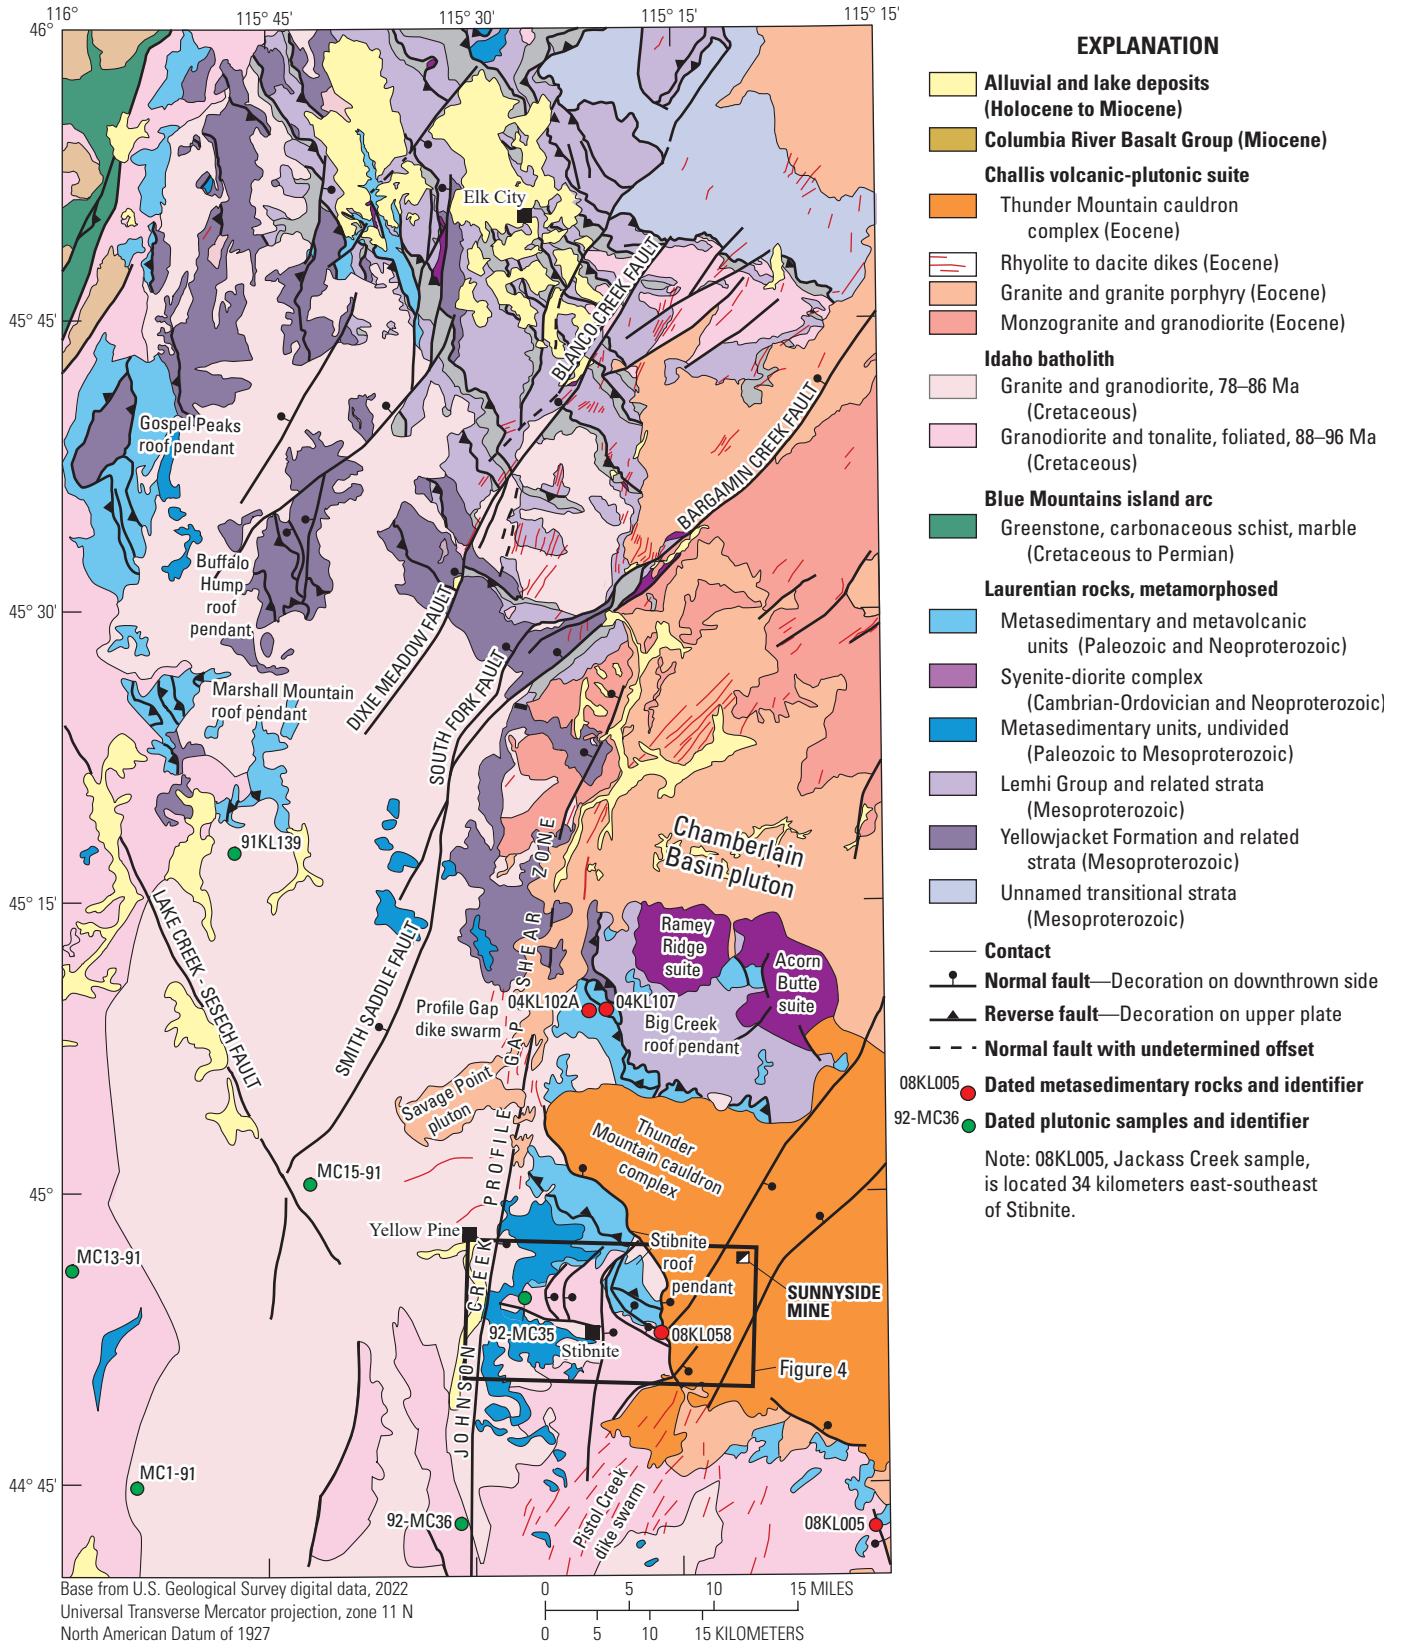 116°
115° 45'
115° 30'
115° 15'
115° 15'
46°
45° 45'
45° 30'
45° 15'
45°
44° 45'
Elk City
BLANCO CREEK FAULT
BARGAMIN CREEK FAULT
Gospel Peaks
roof pendant
Buffalo
Hump
roof
pendant
DIXIE MEADOW FAULT
SOUTH FORK FAULT
Marshall Mountain
roof pendant
91KL139
Chamberlain
Basin pluton
LAKE CREEK - SESECH FAULT
SMITH SADDLE FAULT
JOHNSON CREEK PROFILE GAP SHEAR ZONE
Ramey
Ridge
suite
Acorn
Butte
suite
Profile Gap
dike swarm
04KL102A
04KL107
Big Creek
roof pendant
Savage Point
pluton
Thunder
Mountain cauldron
complex
MC15-91
Yellow Pine
Stibnite
roof
pendant
MC13-91
SUNNYSIDE
MINE
92-MC35
Stibnite
08KL058
Figure 4
MC1-91
92-MC36
Pistol Creek
dike swarm
08KL005
Base from U.S. Geological Survey digital data, 2022
Universal Transverse Mercator projection, zone 11 N
North American Datum of 1927
0 5 10 15 MILES
0 5 10 15 KILOMETERS
EXPLANATION
Alluvial and lake deposits
(Holocene to Miocene)
Columbia River Basalt Group (Miocene)
Challis volcanic-plutonic suite
Thunder Mountain cauldron
complex (Eocene)
Rhyolite to dacite dikes (Eocene)
Granite and granite porphyry (Eocene)
Monzogranite and granodiorite (Eocene)
Idaho batholith
Granite and granodiorite, 78–86 Ma
(Cretaceous)
Granodiorite and tonalite, foliated, 88–96 Ma
(Cretaceous)
Blue Mountains island arc
Greenstone, carbonaceous schist, marble
(Cretaceous to Permian)
Laurentian rocks, metamorphosed
Metasedimentary and metavolcanic
units (Paleozoic and Neoproterozoic)
Syenite-diorite complex
(Cambrian-Ordovician and Neoproterozoic)
Metasedimentary units, undivided
(Paleozoic to Mesoproterozoic)
Lemhi Group and related strata
(Mesoproterozoic)
Yellowjacket Formation and related
strata (Mesoproterozoic)
Unnamed transitional strata
(Mesoproterozoic)
Contact
Normal fault—Decoration on downthrown side
Reverse fault—Decoration on upper plate
Normal fault with undetermined offset
08KL005 Dated metasedimentary rocks and identifier
92-MC36 Dated plutonic samples and identifier
Note: 08KL005, Jackass Creek sample,
is located 34 kilometers east-southeast
of Stibnite.